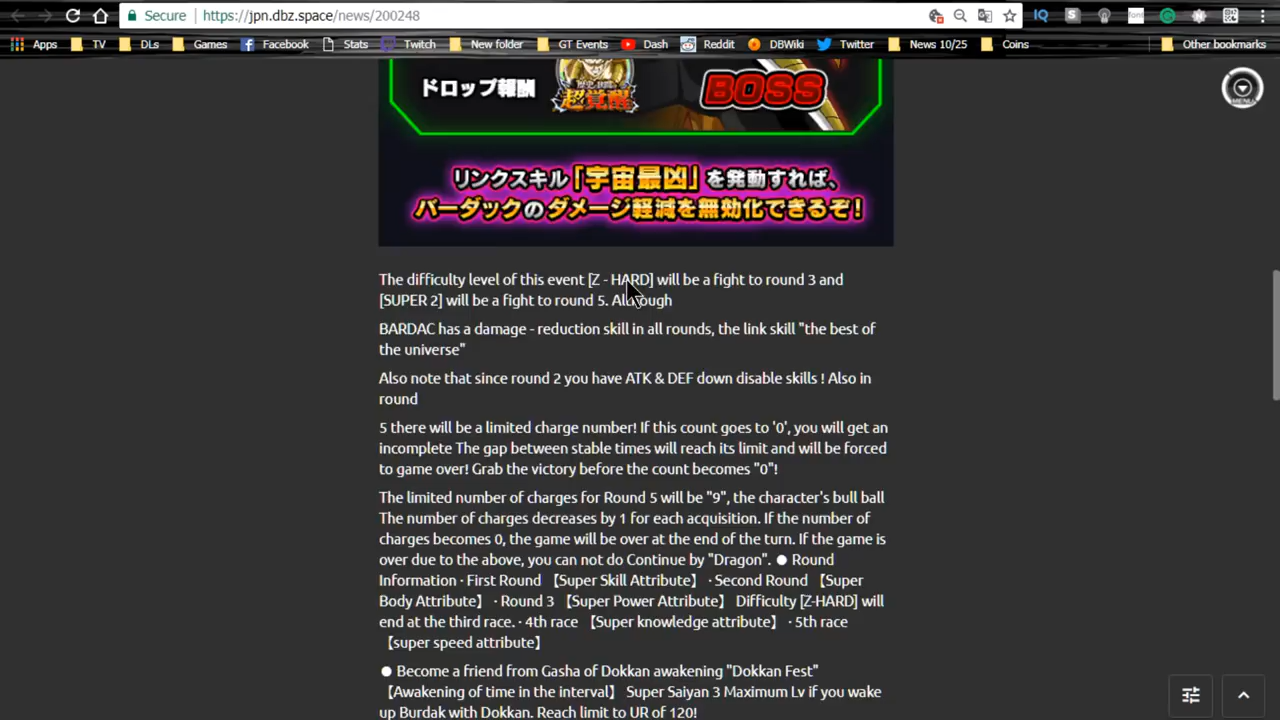 Secure https://jpn.dbz.space/news/200248
Apps TV DLs Games Facebook Stats Twitch New folder GT Events Dash Reddit DBWiki Twitter News 10/25 Coins Other bookmarks
MENU
ドロップ報酬 超覚醒 BOSS
リンクスキル「宇宙最凶」を発動すれば、
バーダックのダメージ軽減を無効化できるぞ!
The difficulty level of this event [Z - HARD] will be a fight to round 3 and
[SUPER 2] will be a fight to round 5. Although
BARDAC has a damage - reduction skill in all rounds, the link skill "the best of
the universe"
Also note that since round 2 you have ATK & DEF down disable skills ! Also in
round
5 there will be a limited charge number! If this count goes to '0', you will get an
incomplete The gap between stable times will reach its limit and will be forced
to game over! Grab the victory before the count becomes "0"!
The limited number of charges for Round 5 will be "9", the character's bull ball
The number of charges decreases by 1 for each acquisition. If the number of
charges becomes 0, the game will be over at the end of the turn. If the game is
over due to the above, you can not do Continue by "Dragon". ● Round
Information · First Round 【Super Skill Attribute】 · Second Round 【Super
Body Attribute】 · Round 3 【Super Power Attribute】 Difficulty [Z-HARD] will
end at the third race. · 4th race 【Super knowledge attribute】 · 5th race
【super speed attribute】
● Become a friend from Gasha of Dokkan awakening "Dokkan Fest"
【Awakening of time in the interval】 Super Saiyan 3 Maximum Lv if you wake
up Burdak with Dokkan. Reach limit to UR of 120!